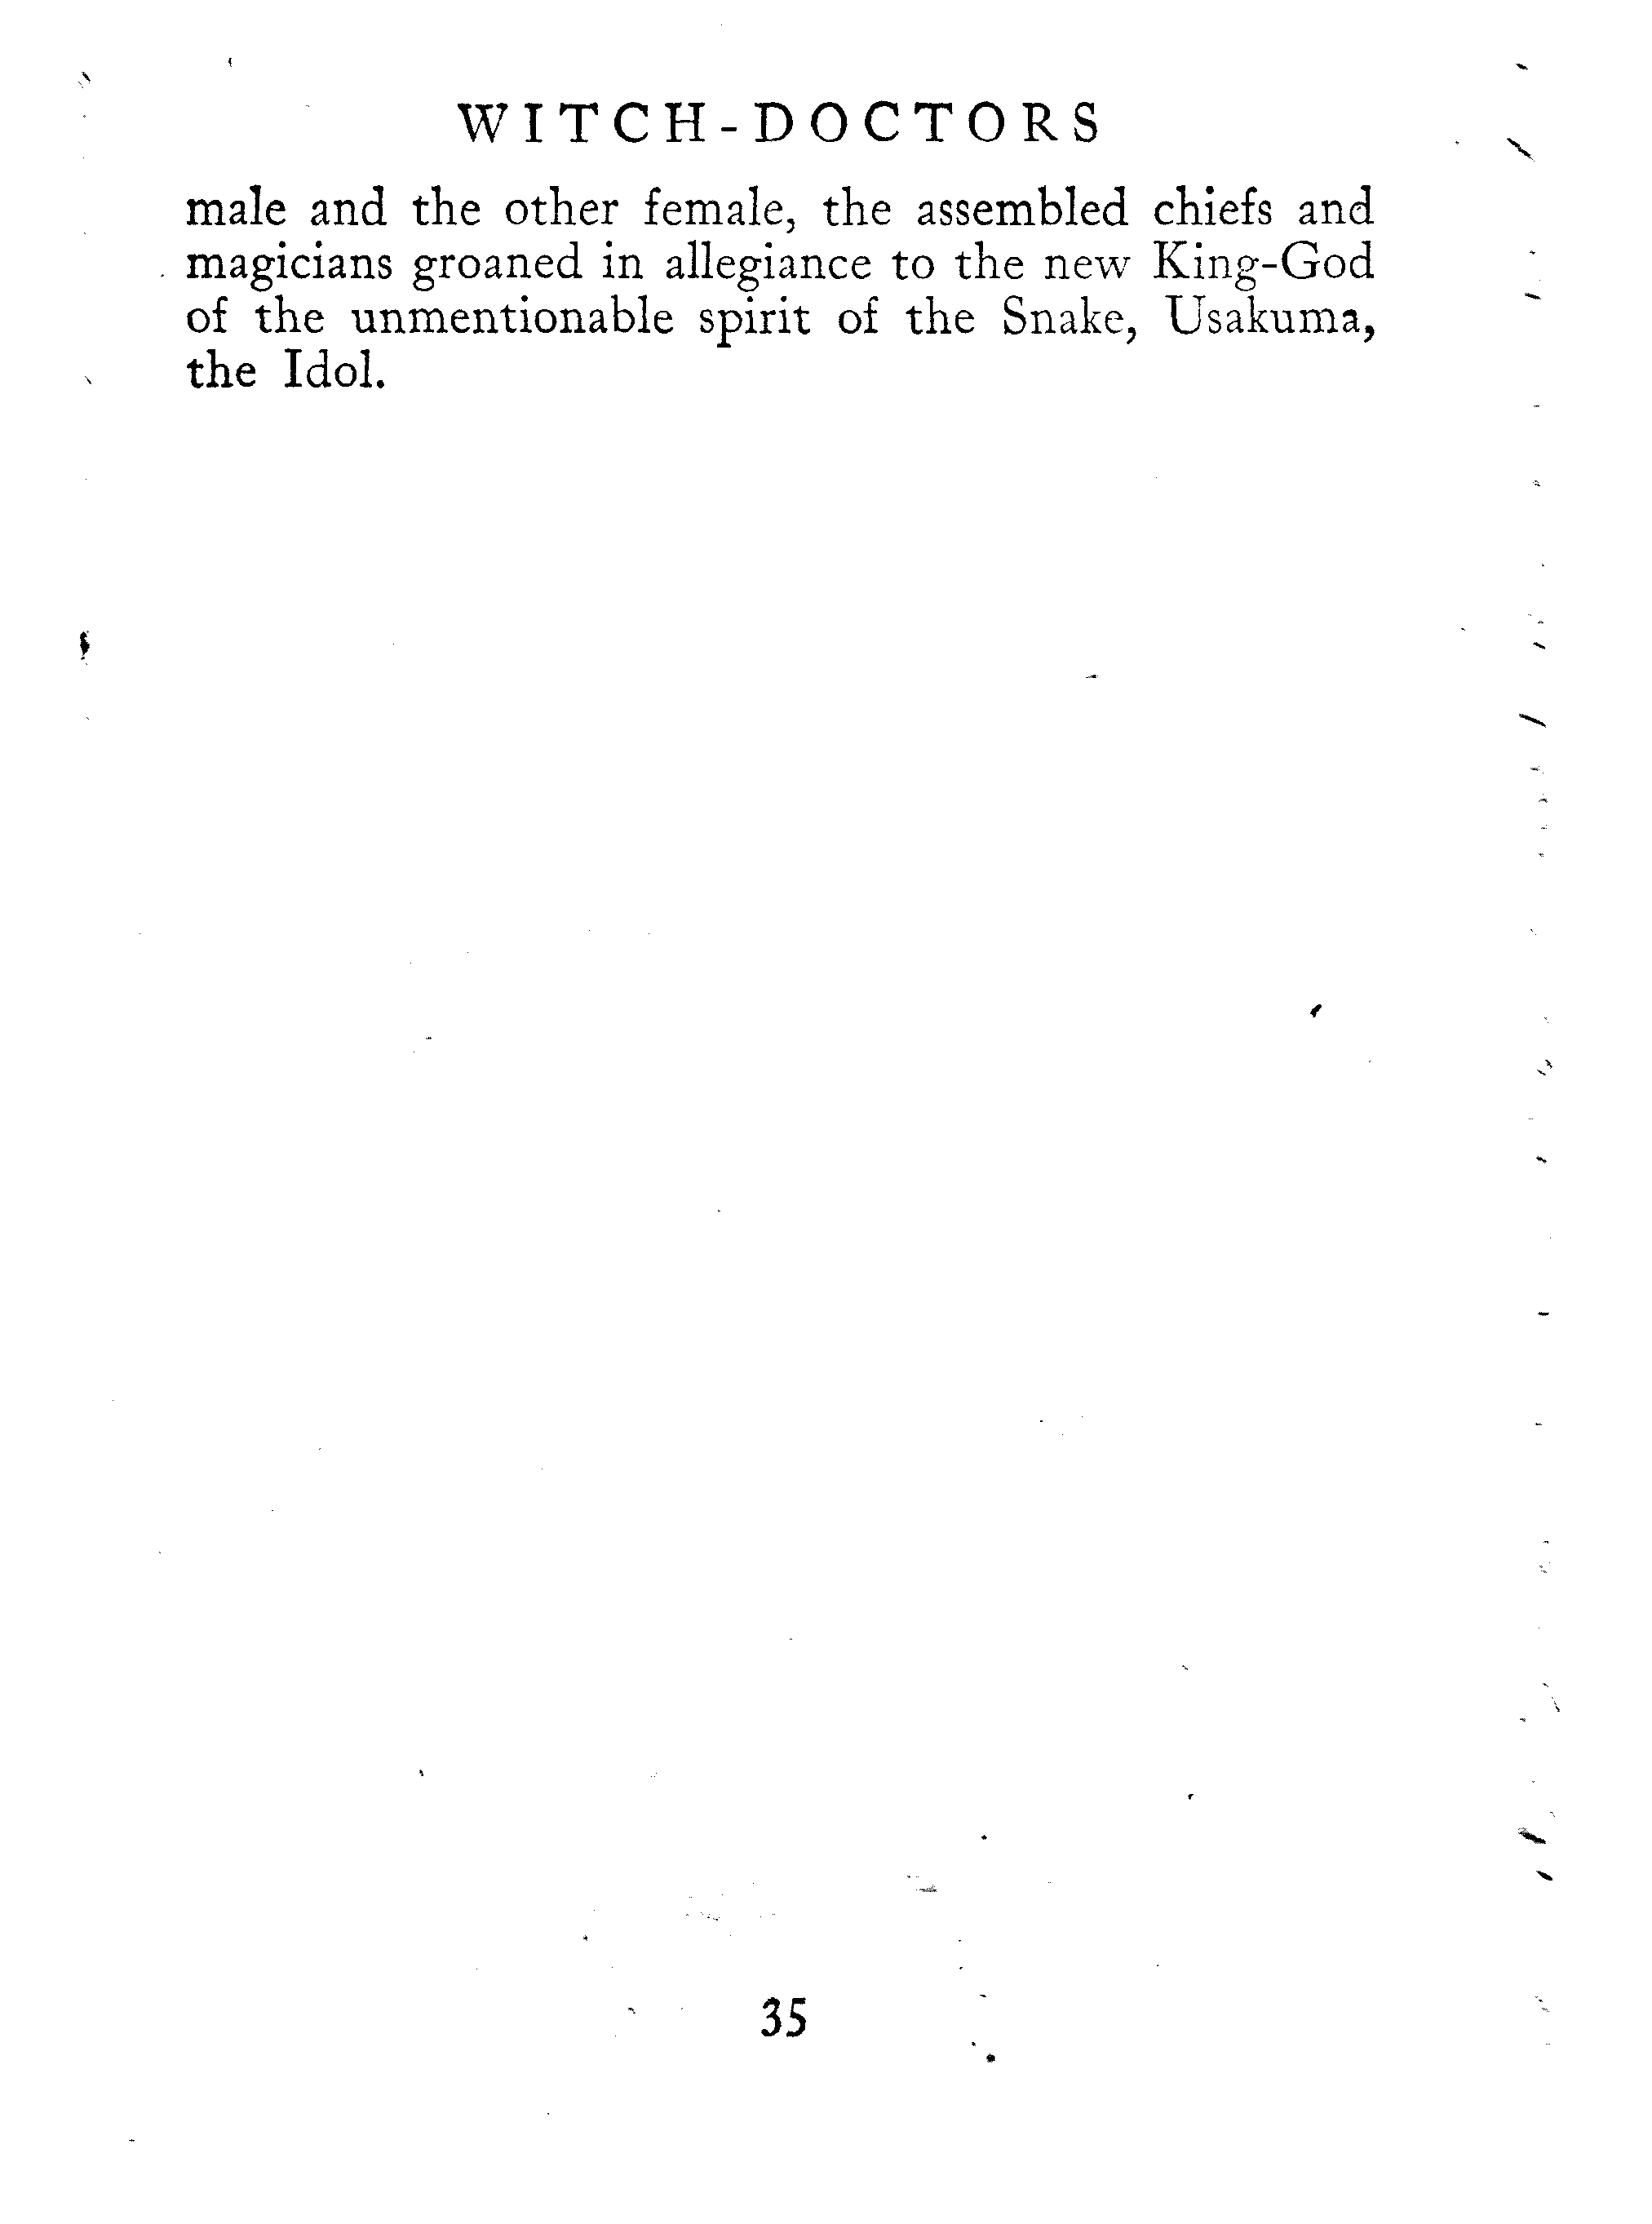 WITCH-DOCTORS
male and the other female, the assembled chiefs and
magicians groaned in allegiance to the new King-God
of the unmentionable spirit of the Snake, Usakuma,
the Idol.
35